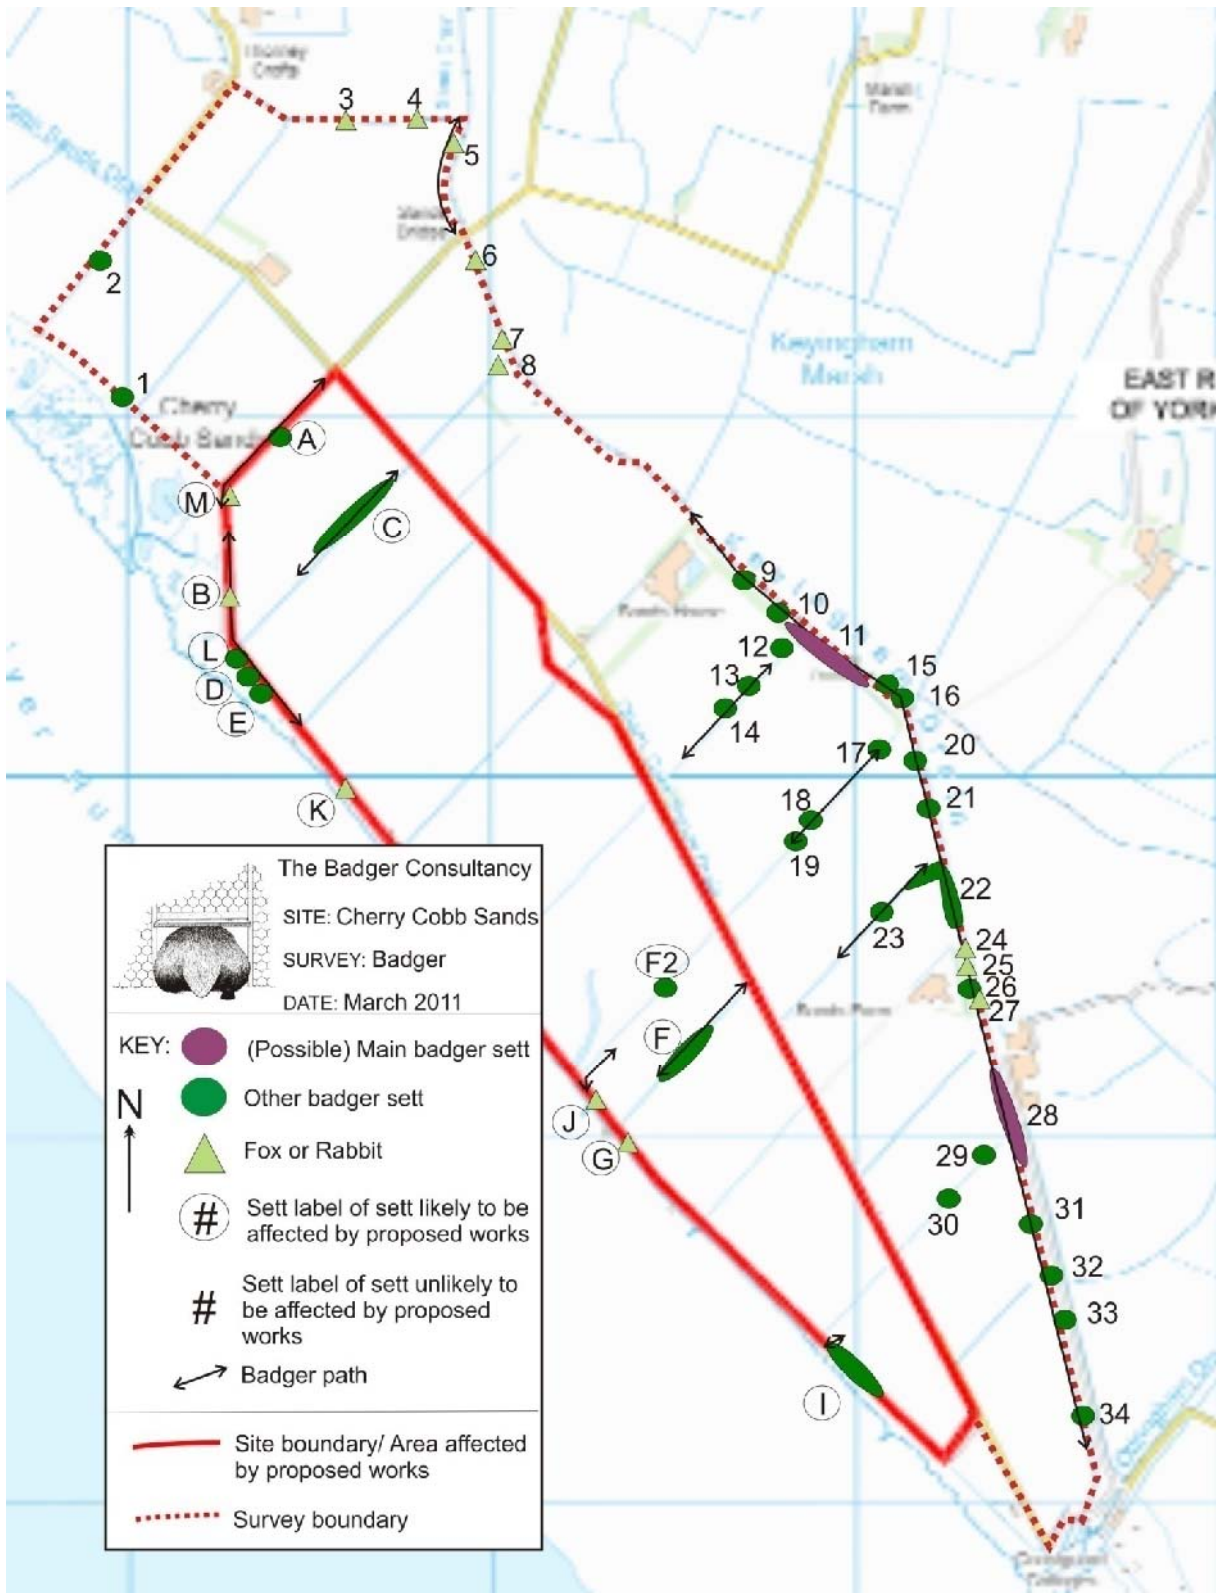 3
4
5
6
2
7
8
1
Cherry
Cobb Sands
Keyingham
Marsh
EAST R
OF YORK
A
M
C
B
L
D
E
K
9
10
11
12
13
14
15
16
17
20
18
21
19
22
23
24
25
26
27
F2
F
J
G
28
29
30
31
32
33
34
I
Marsh
Farm
The Badger Consultancy
SITE: Cherry Cobb Sands
SURVEY: Badger
DATE: March 2011
KEY:
(Possible) Main badger sett
Other badger sett
N
Fox or Rabbit
# Sett label of sett likely to be
affected by proposed works
Sett label of sett unlikely to
# be affected by proposed
works
Badger path
Site boundary/ Area affected
by proposed works
Survey boundary